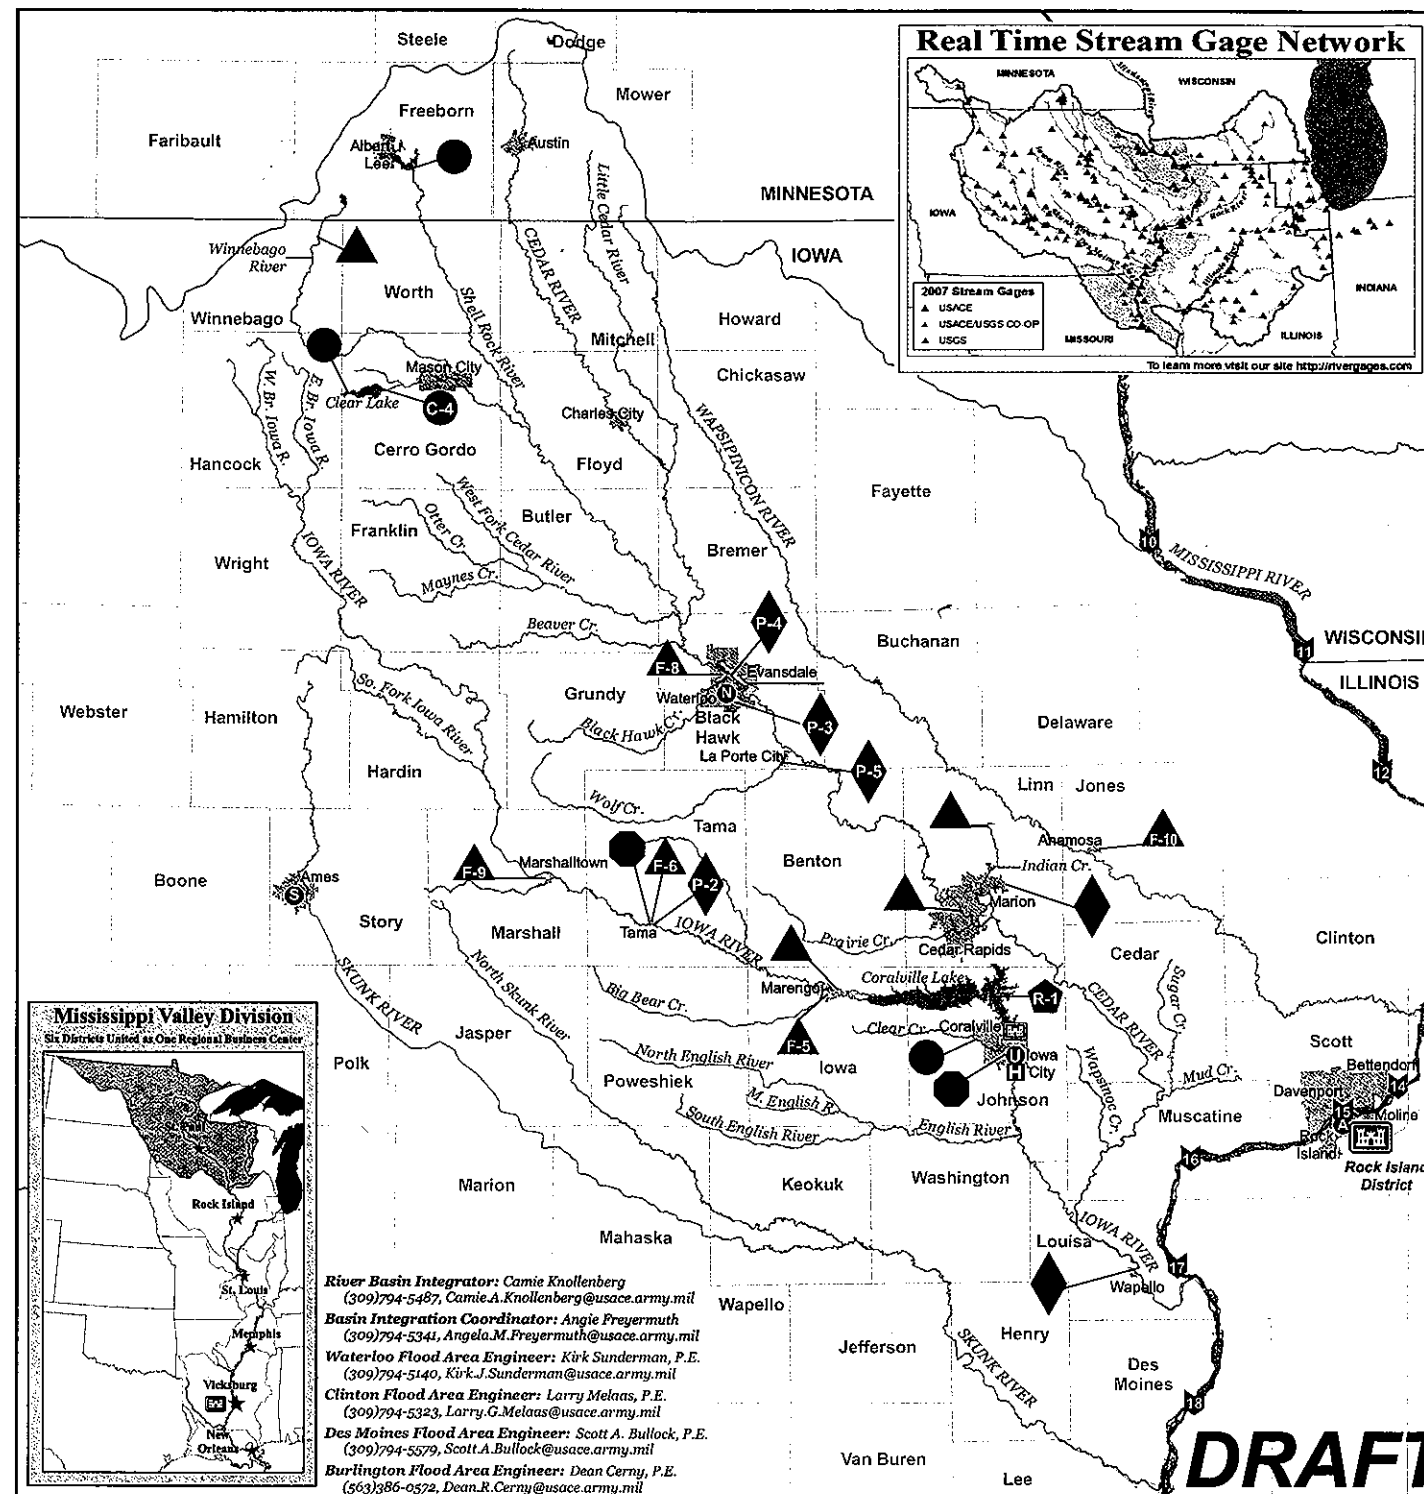 Steele
Dodge
Mower
Freeborn
Faribault
Albert
Lee
Austin
MINNESOTA
IOWA
Little Cedar River
CEDAR RIVER
Winnebago
River
Worth
Shell Rock River
Winnebago
Mitchell
Howard
Chickasaw
Mason City
Clear Lake
C-4
W. Br. Iowa R.
E. Br. Iowa R.
Charles City
WAPSIPINICON RIVER
Hancock
Cerro Gordo
Floyd
Fayette
West Fork Cedar River
Otter Cr.
Franklin
Butler
Bremer
Wright
IOWA RIVER
Maynes Cr.
Beaver Cr.
P-4
Buchanan
F-8
Evansdale
Waterloo
N
Black
Hawk
P-3
Grundy
Black Hawk Cr.
La Porte City
P-5
Webster
Hamilton
So. Fork Iowa River
Hardin
Delaware
Linn
Jones
Wolf Cr.
Tama
Benton
Anamosa
F-10
Indian Cr.
Marion
Boone
Ames
S
F-9
Marshalltown
F-6
P-2
Story
Marshall
Tama
IOWA RIVER
Prairie Cr.
Cedar Rapids
Cedar
Clinton
SKUNK RIVER
North Skunk River
Big Bear Cr.
Marengo
Coralville Lake
R-1
CEDAR RIVER
Sugar Cr.
Clear Cr.
Coralville
Jasper
F-5
Iowa
U
Iowa
City
H
Polk
North English River
Poweshiek
M. English R.
South English River
English River
Johnson
Wapsinoc Cr.
Mud Cr.
Scott
Bettendorf
14
Davenport
15
A
Moline
Rock
Island
Rock Island
District
Muscatine
16
Washington
Keokuk
Marion
Mahaska
IOWA RIVER
Louisa
17
Wapello
Wapello
Henry
Jefferson
SKUNK RIVER
Des
Moines
18
Van Buren
Lee
DRAFT
10
MISSISSIPPI RIVER
11
WISCONSI
ILLINOIS
12
Real Time Stream Gage Network
MINNESOTA
WISCONSIN
IOWA
Rock River
INDIANA
MISSOURI
ILLINOIS
2007 Stream Gages
USACE
USACE/USGS CO-OP
USGS
To learn more visit our site http://rivergages.com
Mississippi Valley Division
Six Districts United as One Regional Business Center
St. Paul
Rock Island
St. Louis
Memphis
Vicksburg
New
Orleans
River Basin Integrator: Camie Knollenberg
(309)794-5487, Camie.A.Knollenberg@usace.army.mil
Basin Integration Coordinator: Angie Freyermuth
(309)794-5341, Angela.M.Freyermuth@usace.army.mil
Waterloo Flood Area Engineer: Kirk Sunderman, P.E.
(309)794-5140, Kirk.J.Sunderman@usace.army.mil
Clinton Flood Area Engineer: Larry Melaas, P.E.
(309)794-5323, Larry.G.Melaas@usace.army.mil
Des Moines Flood Area Engineer: Scott A. Bullock, P.E.
(309)794-5579, Scott.A.Bullock@usace.army.mil
Burlington Flood Area Engineer: Dean Cerny, P.E.
(563)386-0572, Dean.R.Cerny@usace.army.mil